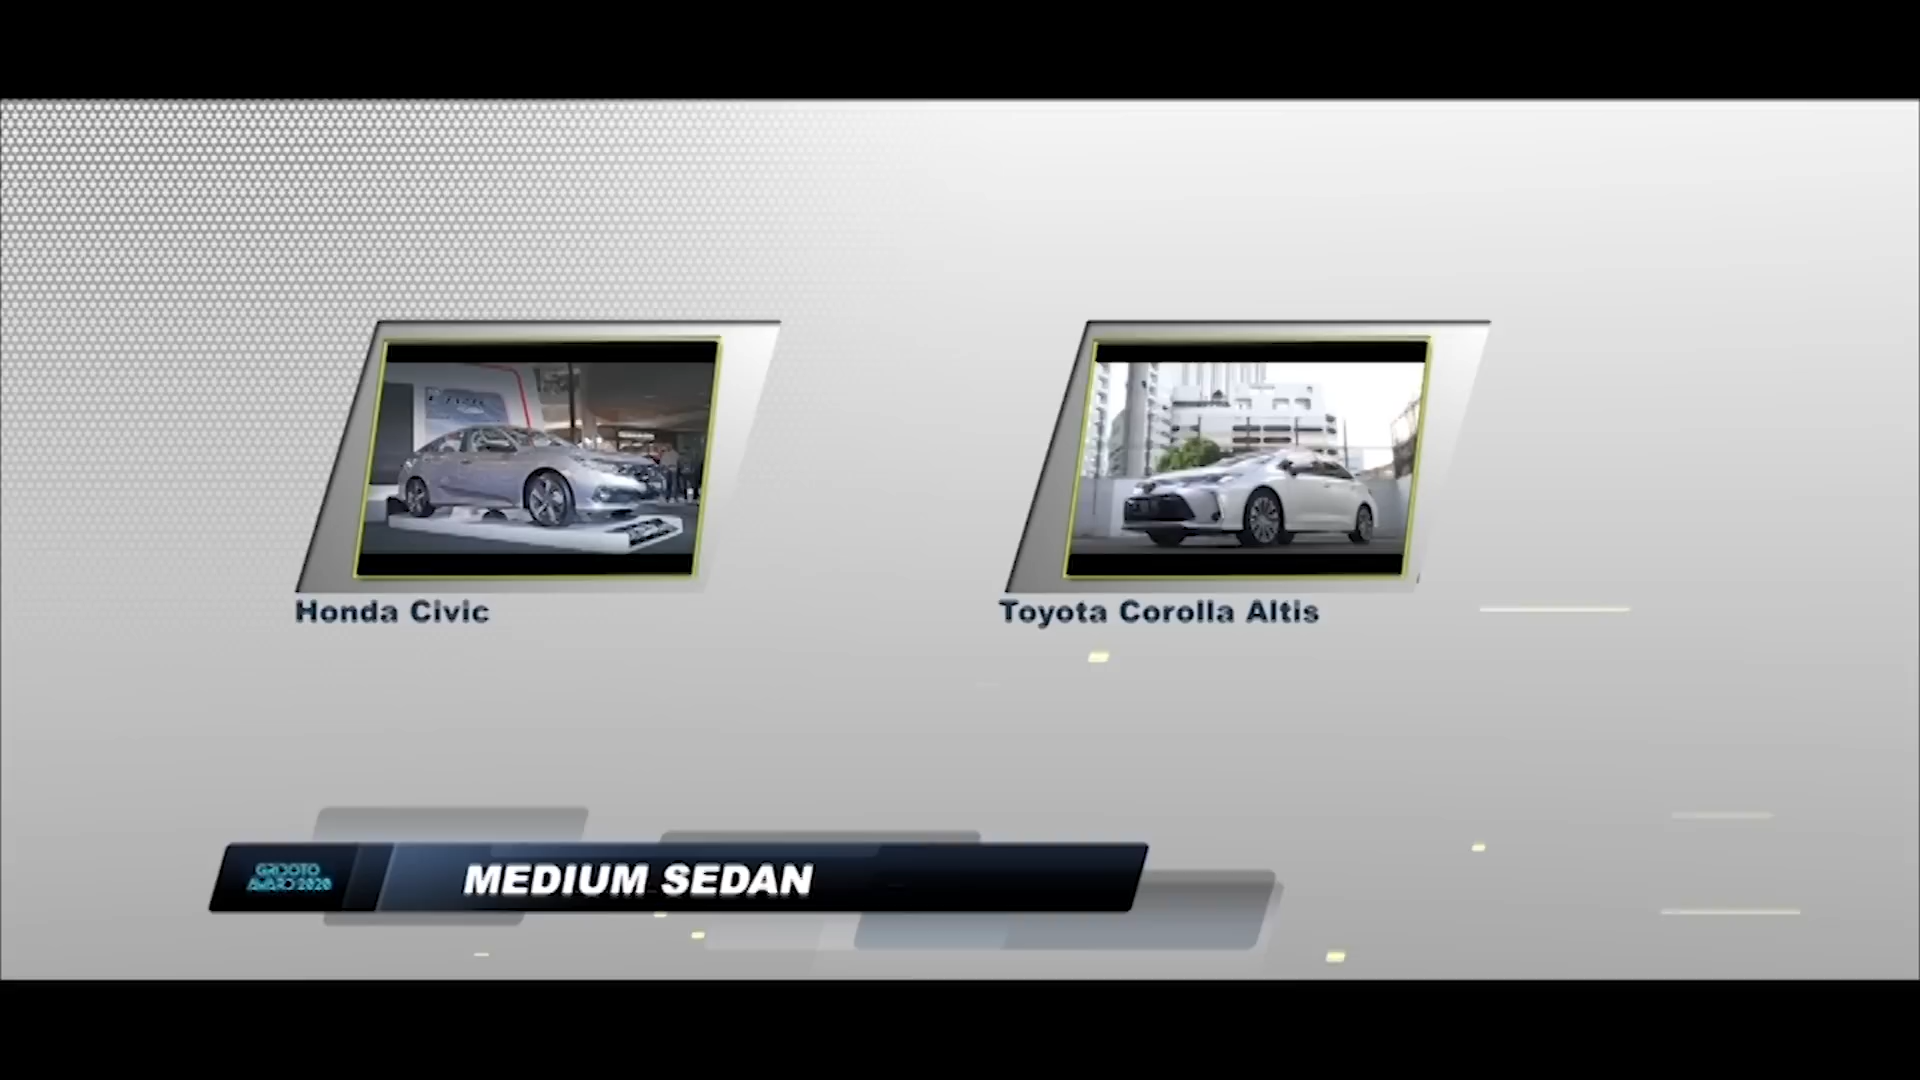 Honda Civic
Toyota Corolla Altis
GRIDOTO
AWARD 2020
MEDIUM SEDAN